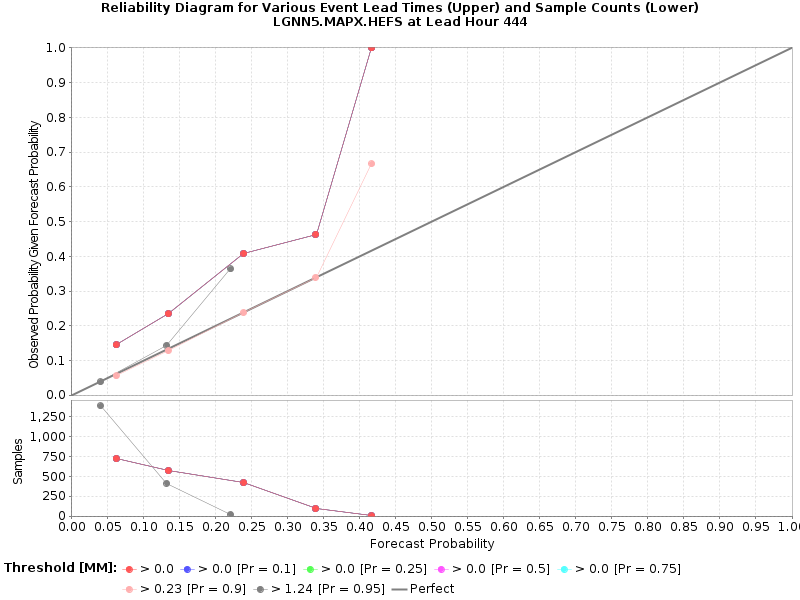 Reliability Diagram for Various Event Lead Times (Upper) and Sample Counts (Lower)
LGNN5.MAPX.HEFS at Lead Hour 444
Observed Probability Given Forecast Probability
1.0
0.9
0.8
0.7
0.6
0.5
0.4
0.3
0.2
0.1
0.0
Samples
1,250
1,000
750
500
250
0
0.00 0.05 0.10 0.15 0.20 0.25 0.30 0.35 0.40 0.45 0.50 0.55 0.60 0.65 0.70 0.75 0.80 0.85 0.90 0.95 1.0
Forecast Probability
Threshold [MM]: > 0.0 > 0.0 [Pr = 0.1] > 0.0 [Pr = 0.25] > 0.0 [Pr = 0.5] > 0.0 [Pr = 0.75]
> 0.23 [Pr = 0.9] > 1.24 [Pr = 0.95] Perfect